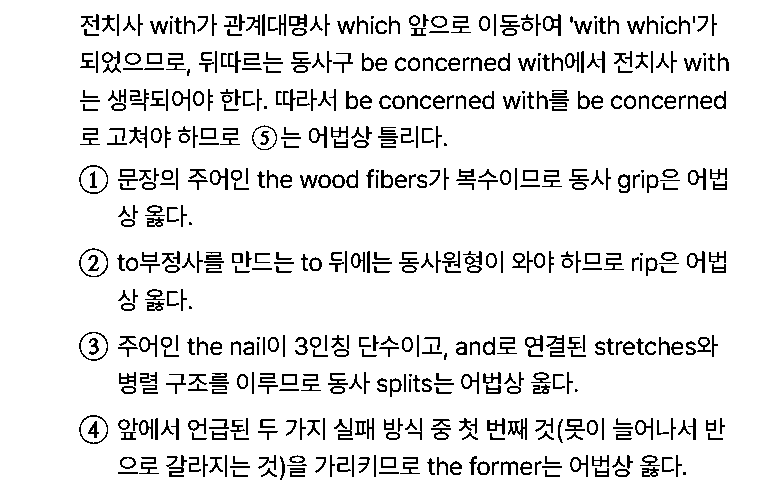 전치사 with가 관계대명사 which 앞으로 이동하여 'with which'가
되었으므로, 뒤따르는 동사구 be concerned with에서 전치사 with
는 생략되어야 한다. 따라서 be concerned with를 be concerned
로 고쳐야 하므로 ⑤는 어법상 틀리다.
① 문장의 주어인 the wood fibers가 복수이므로 동사 grip은 어법
상 옳다.
② to부정사를 만드는 to 뒤에는 동사원형이 와야 하므로 rip은 어법
상 옳다.
③ 주어인 the nail이 3인칭 단수이고, and로 연결된 stretches와
병렬 구조를 이루므로 동사 splits는 어법상 옳다.
④ 앞에서 언급된 두 가지 실패 방식 중 첫 번째 것(못이 늘어나서 반
으로 갈라지는 것)을 가리키므로 the former는 어법상 옳다.